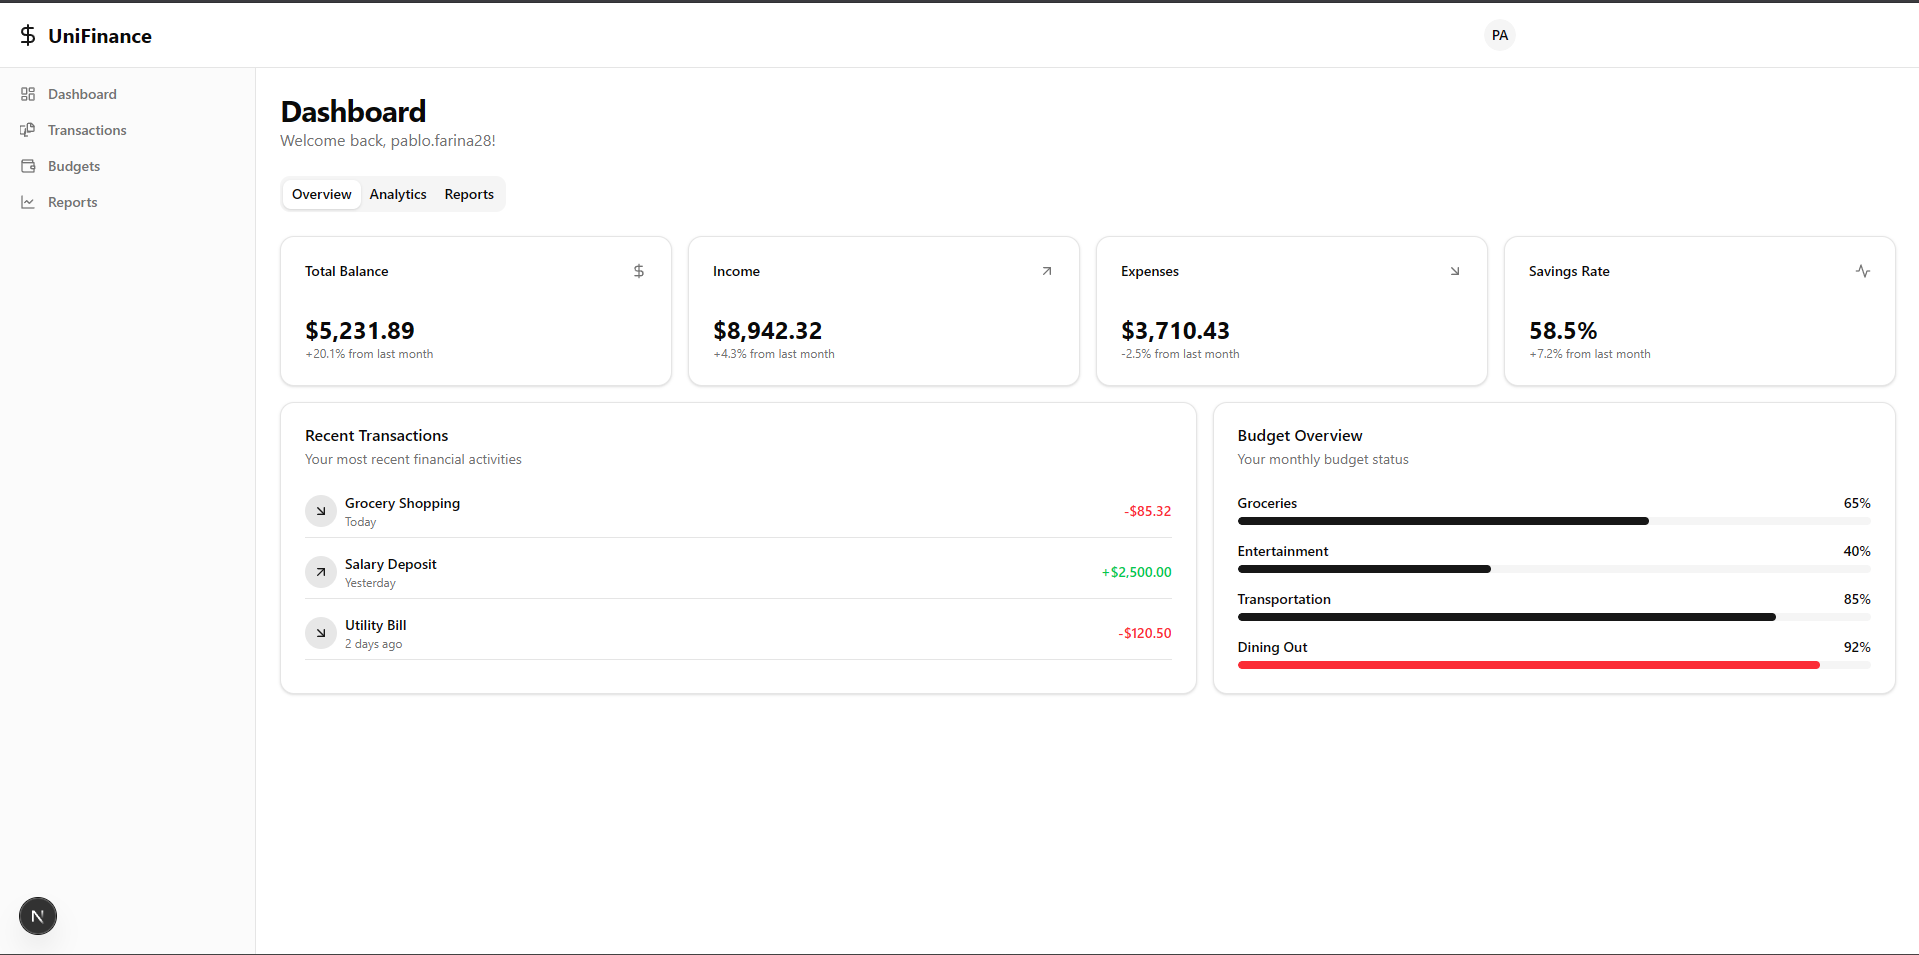 UniFinance
PA
Dashboard
Transactions
Budgets
Reports
Dashboard
Welcome back, pablo.farina28!
Overview Analytics Reports
Total Balance $
$5,231.89
+20.1% from last month
Income
$8,942.32
+4.3% from last month
Expenses
$3,710.43
-2.5% from last month
Savings Rate
58.5%
+7.2% from last month
Recent Transactions
Your most recent financial activities
Grocery Shopping
Today
-$85.32
Salary Deposit
Yesterday
+$2,500.00
Utility Bill
2 days ago
-$120.50
Budget Overview
Your monthly budget status
Groceries 65%
Entertainment 40%
Transportation 85%
Dining Out 92%
N